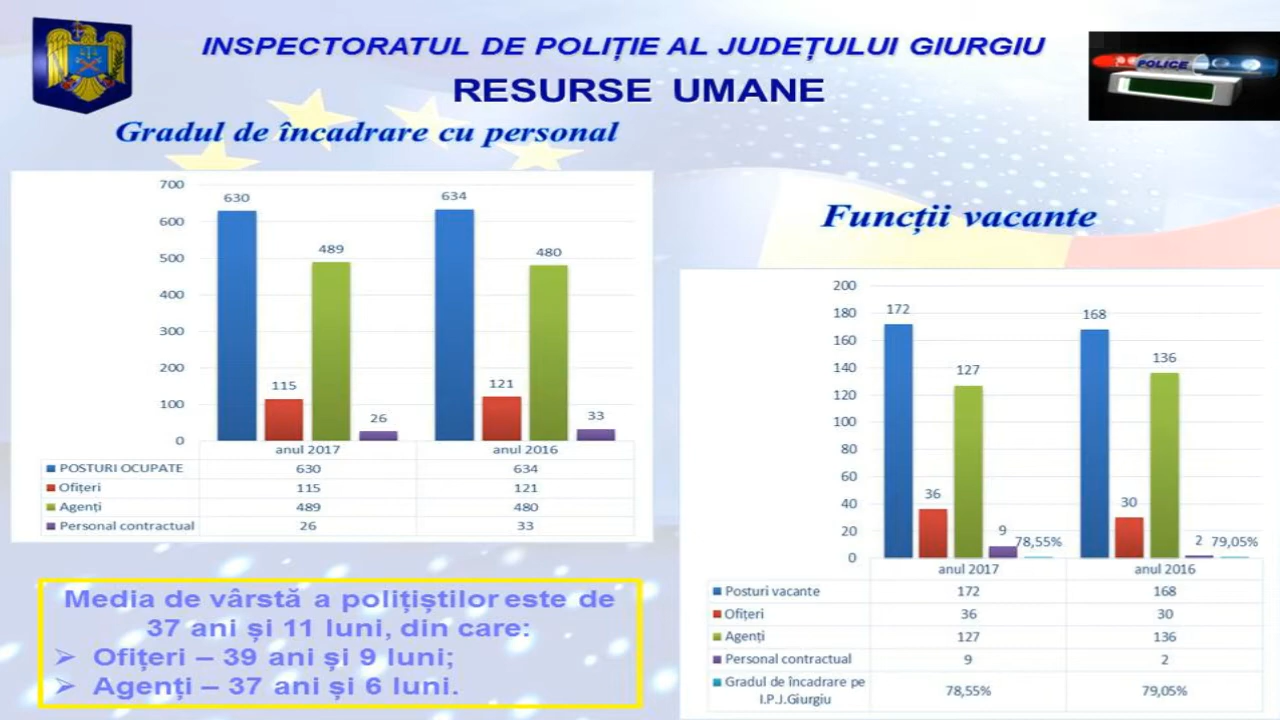 INSPECTORATUL DE POLIȚIE AL JUDEȚULUI GIURGIU
RESURSE UMANE
POLICE
Gradul de încadrare cu personal
700
600
500
400
300
200
100
0
630
115
489
26
634
121
480
33
anul 2017 anul 2016
POSTURI OCUPATE 630 634
Ofițeri 115 121
Agenți 489 480
Personal contractual 26 33
Media de vârstă a polițiștilor este de
37 ani și 11 luni, din care:
➢ Ofițeri – 39 ani și 9 luni;
➢ Agenți – 37 ani și 6 luni.
Funcții vacante
200
180
160
140
120
100
80
60
40
20
0
172
36
127
9
78,55%
168
30
136
2
79,05%
anul 2017 anul 2016
Posturi vacante 172 168
Ofițeri 36 30
Agenți 127 136
Personal contractual 9 2
Gradul de încadrare pe
I.P.J.Giurgiu 78,55% 79,05%